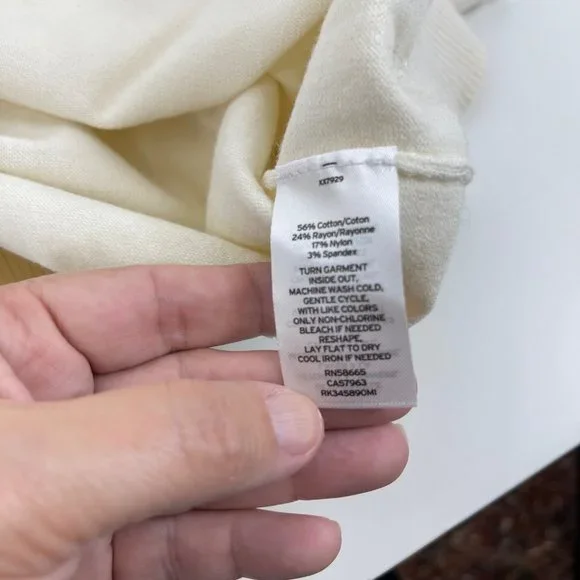 XX7929
56% Cotton/Coton
24% Rayon/Rayonne
17% Nylon
3% Spandex
TURN GARMENT
INSIDE OUT,
MACHINE WASH COLD,
GENTLE CYCLE,
WITH LIKE COLORS
ONLY NON-CHLORINE
BLEACH IF NEEDED
RESHAPE,
LAY FLAT TO DRY
COOL IRON IF NEEDED
RN58665
CA57963
RK345890MI